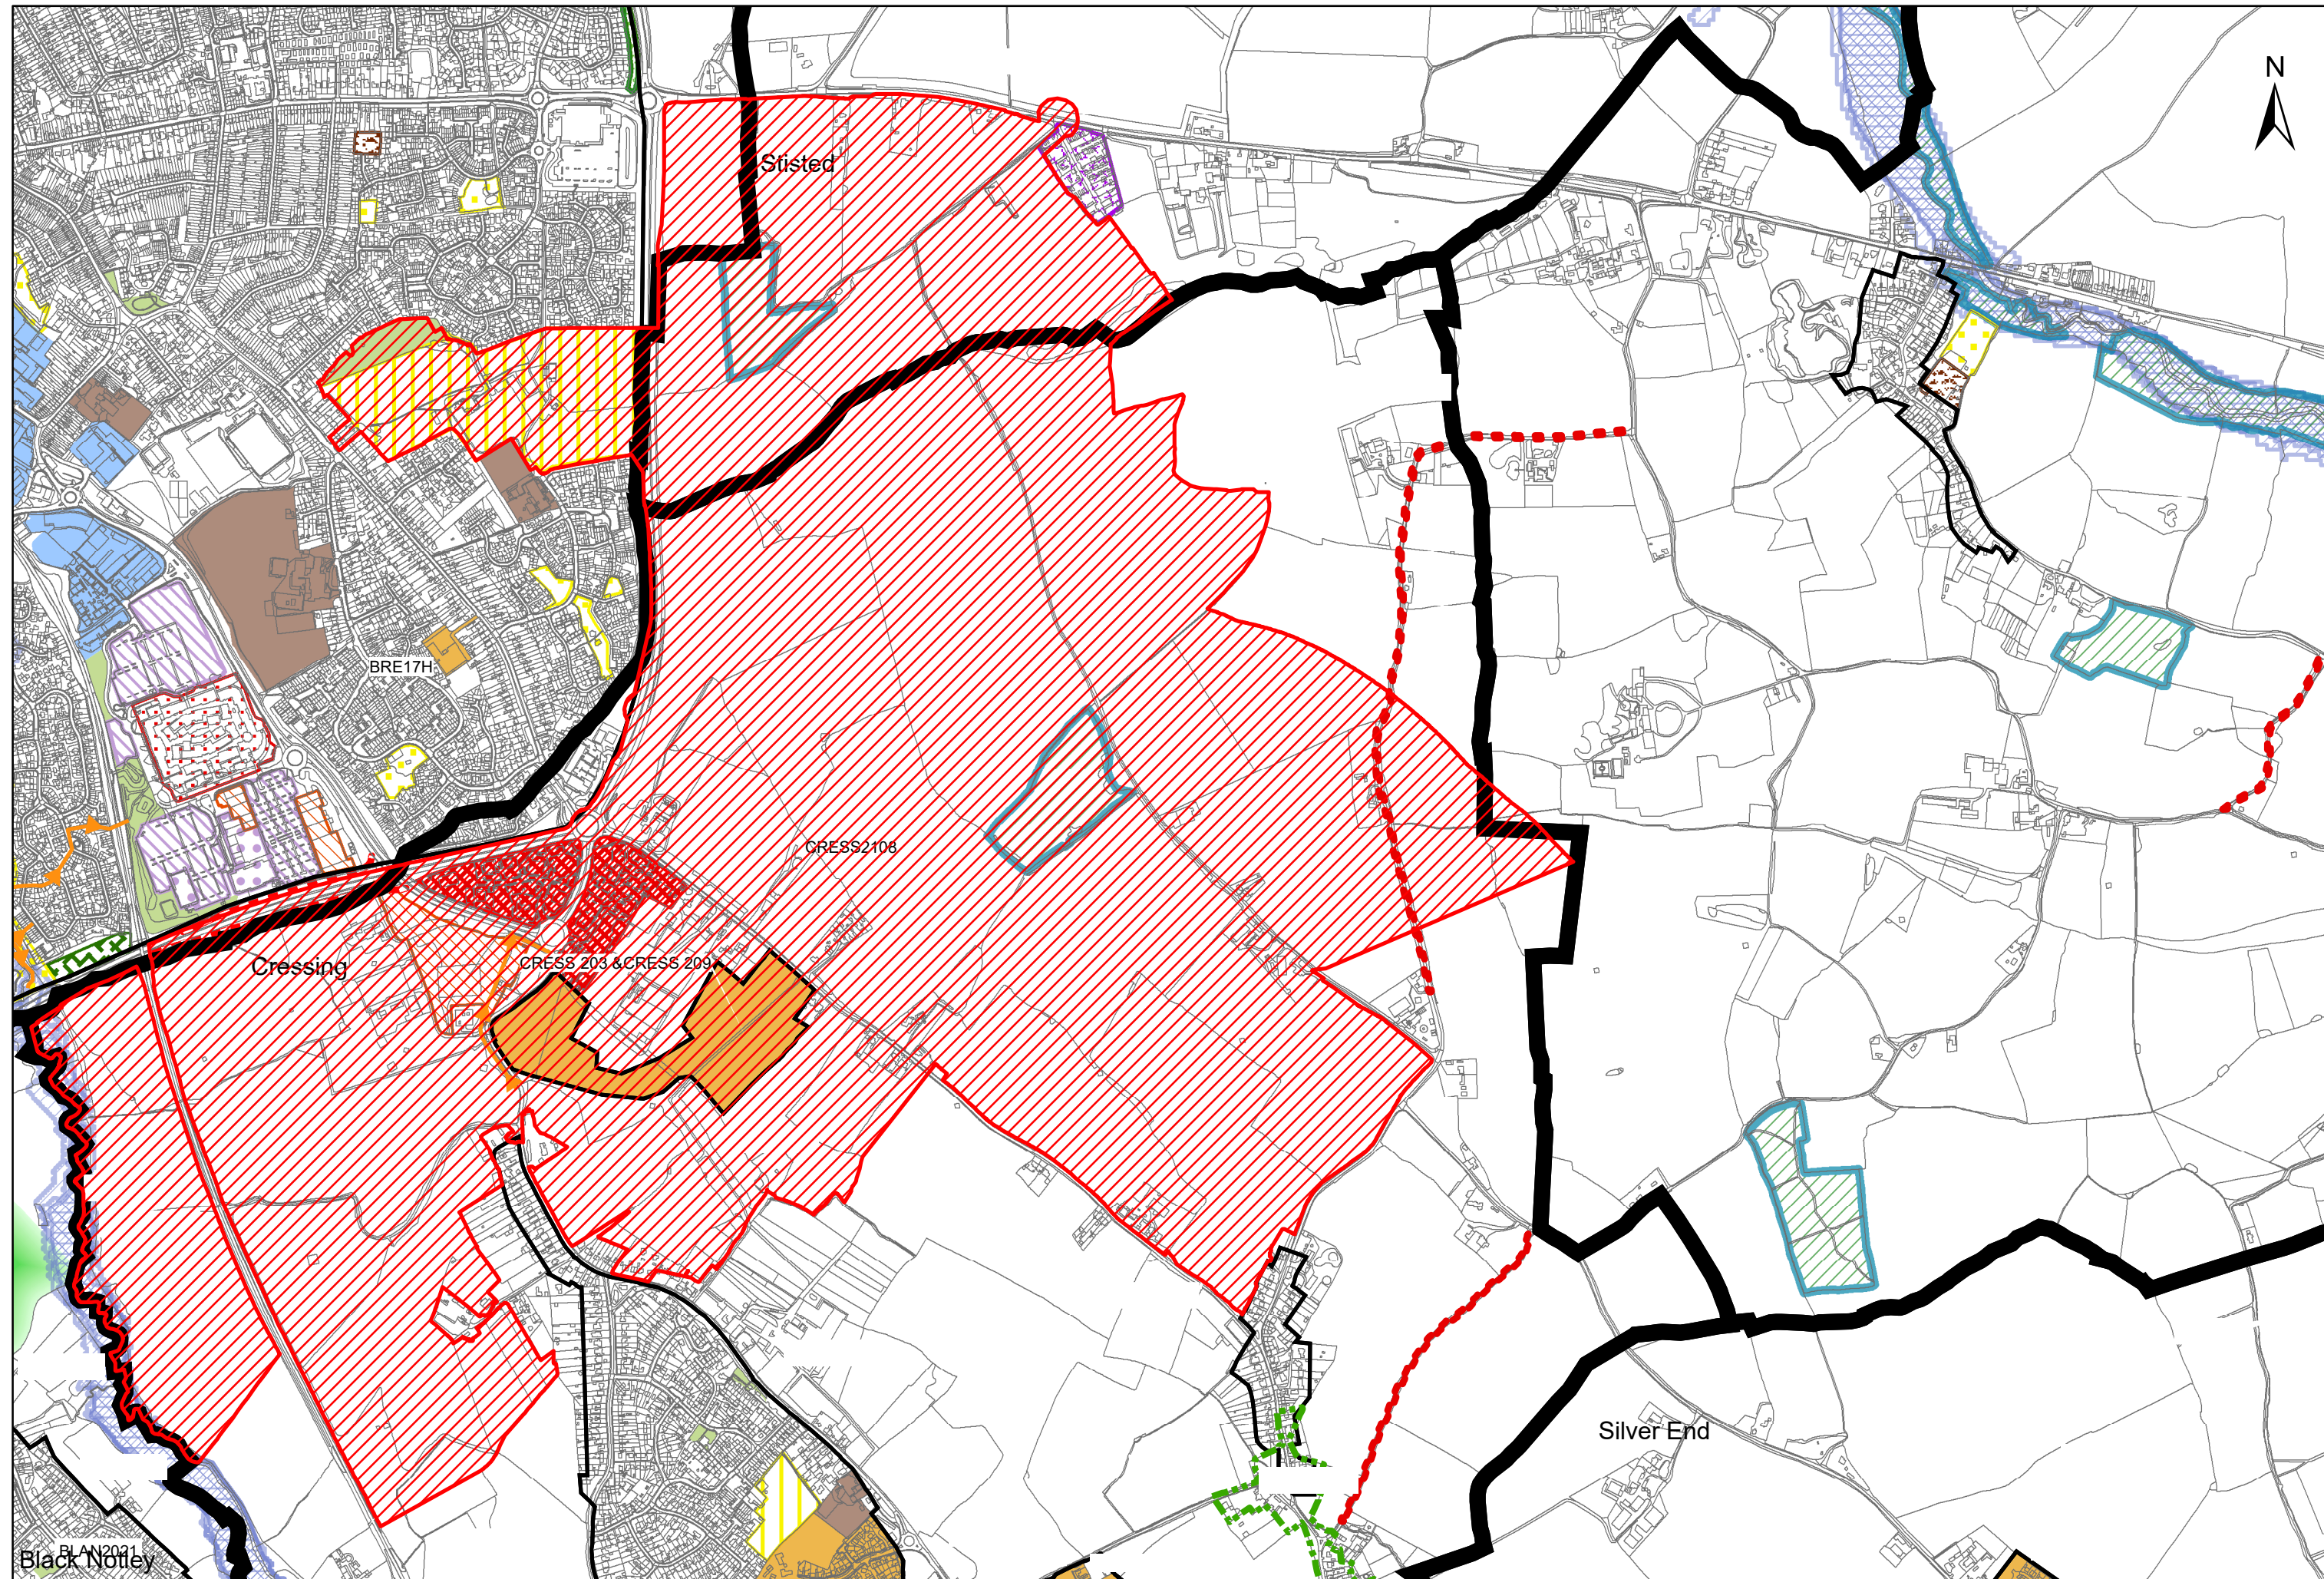 N
Stisted
BRE17H
CRESS2108
CRESS 203 &CRESS 209
Cressing
Silver End
BLAN2021
Black Notley